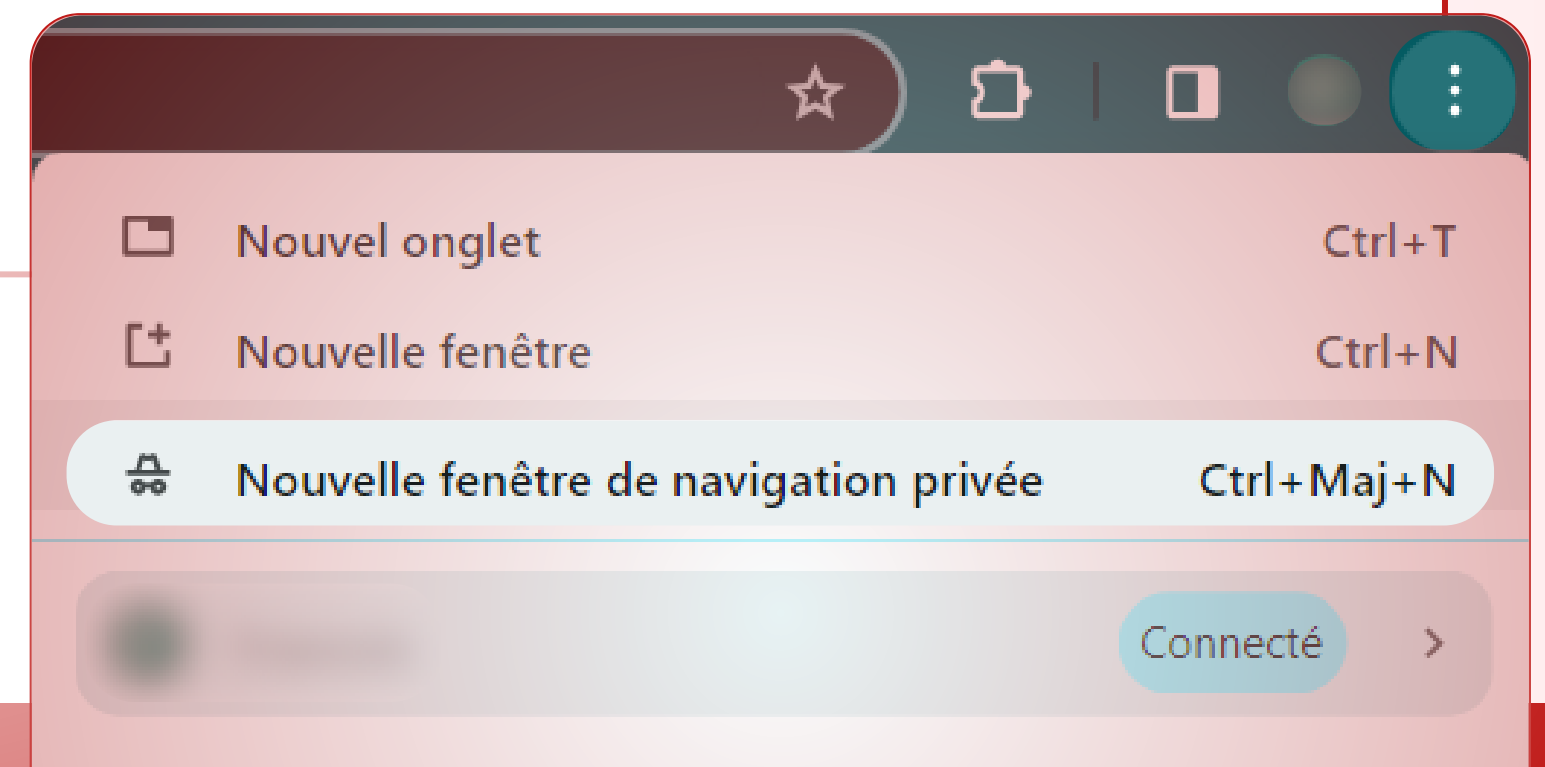 Nouvel onglet Ctrl+T
Nouvelle fenêtre Ctrl+N
Nouvelle fenêtre de navigation privée Ctrl+Maj+N
Connecté